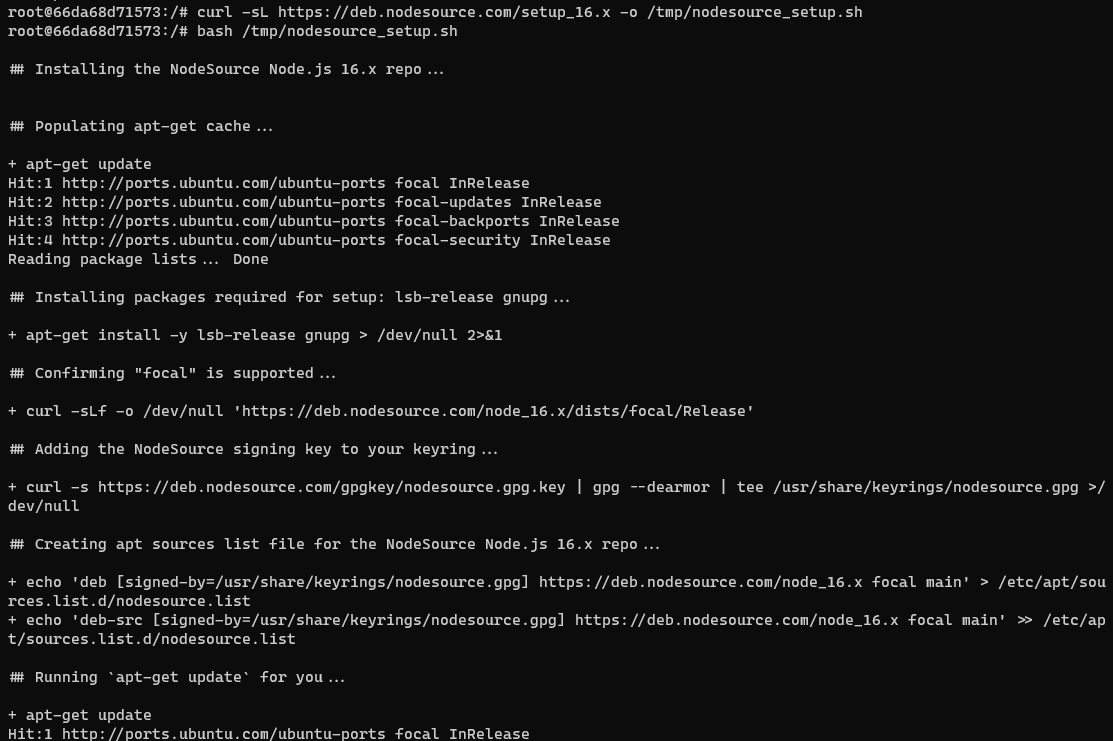 root@66da68d71573:/# curl -sL https://deb.nodesource.com/setup_16.x -o /tmp/nodesource_setup.sh
root@66da68d71573:/# bash /tmp/nodesource_setup.sh
## Installing the NodeSource Node.js 16.x repo...
## Populating apt-get cache...
+ apt-get update
Hit:1 http://ports.ubuntu.com/ubuntu-ports focal InRelease
Hit:2 http://ports.ubuntu.com/ubuntu-ports focal-updates InRelease
Hit:3 http://ports.ubuntu.com/ubuntu-ports focal-backports InRelease
Hit:4 http://ports.ubuntu.com/ubuntu-ports focal-security InRelease
Reading package lists... Done
## Installing packages required for setup: lsb-release gnupg...
+ apt-get install -y lsb-release gnupg > /dev/null 2>&1
## Confirming "focal" is supported...
+ curl -sLf -o /dev/null 'https://deb.nodesource.com/node_16.x/dists/focal/Release'
## Adding the NodeSource signing key to your keyring...
+ curl -s https://deb.nodesource.com/gpgkey/nodesource.gpg.key | gpg --dearmor | tee /usr/share/keyrings/nodesource.gpg >/
dev/null
## Creating apt sources list file for the NodeSource Node.js 16.x repo...
+ echo 'deb [signed-by=/usr/share/keyrings/nodesource.gpg] https://deb.nodesource.com/node_16.x focal main' > /etc/apt/sou
rces.list.d/nodesource.list
+ echo 'deb-src [signed-by=/usr/share/keyrings/nodesource.gpg] https://deb.nodesource.com/node_16.x focal main' >> /etc/ap
t/sources.list.d/nodesource.list
## Running `apt-get update` for you...
+ apt-get update
Hit:1 http://ports.ubuntu.com/ubuntu-ports focal InRelease